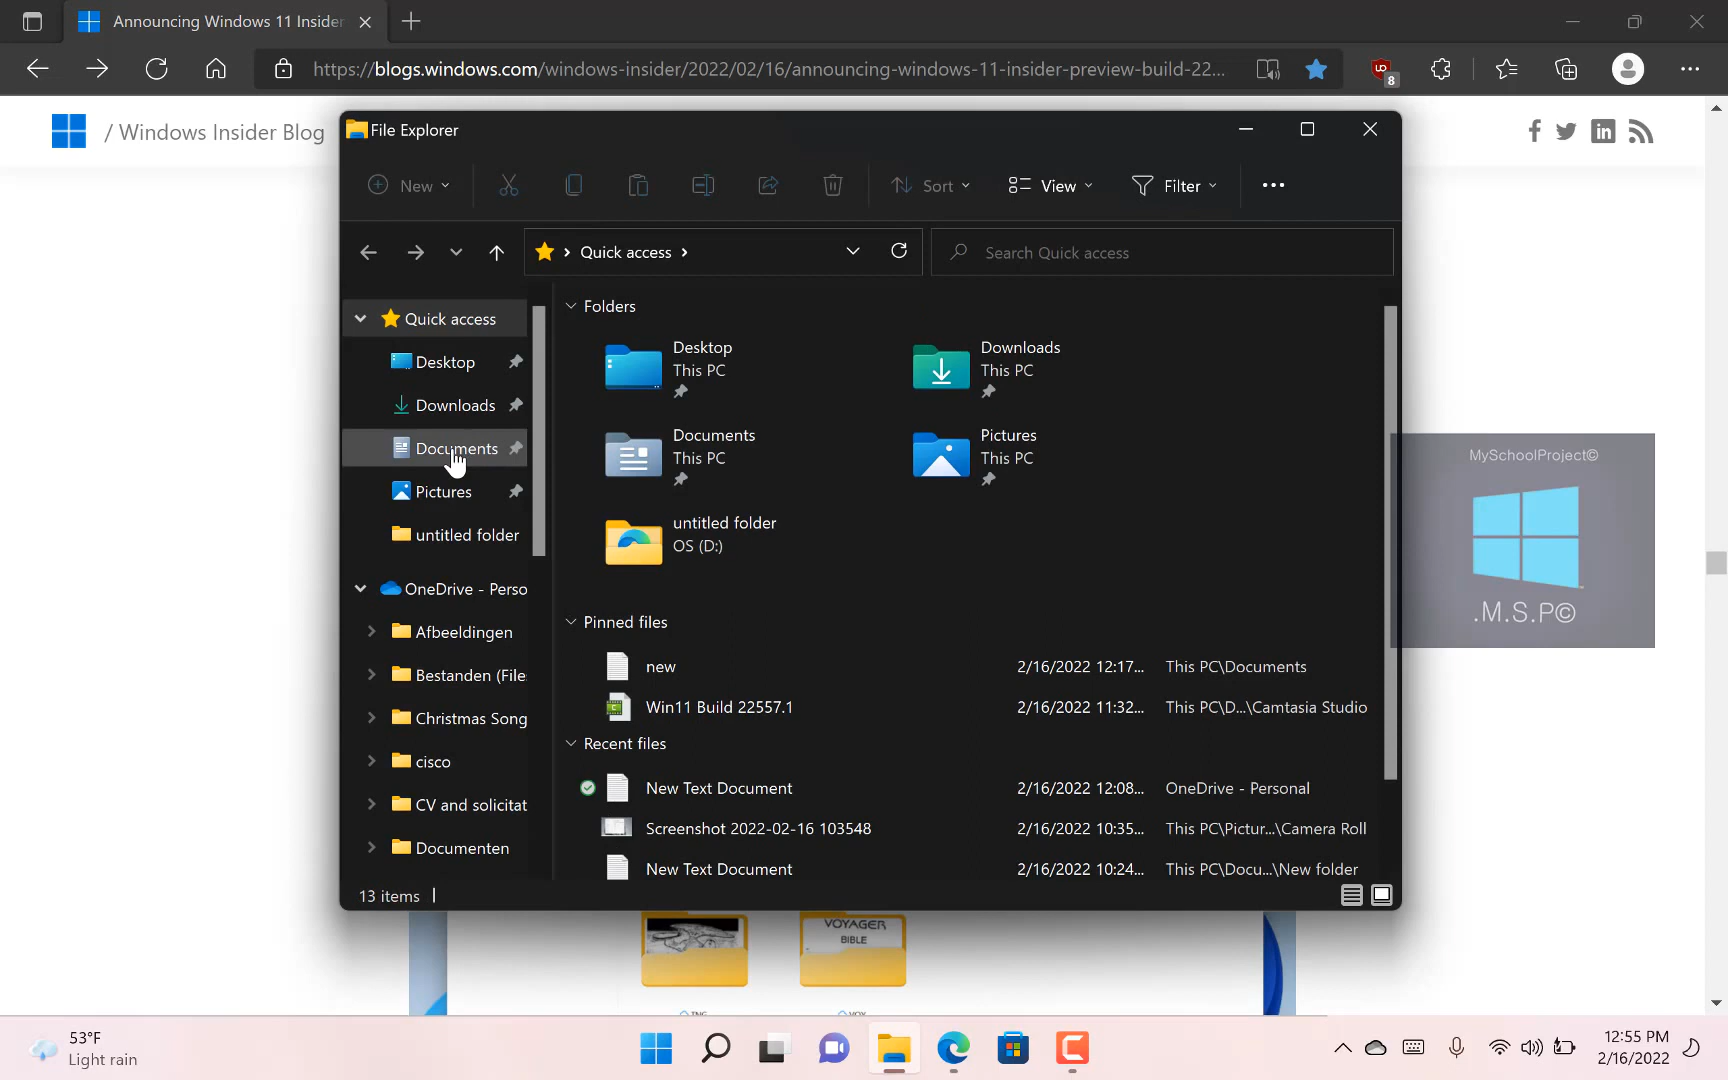 Announcing Windows 11 Insider
https://blogs.windows.com/windows-insider/2022/02/16/announcing-windows-11-insider-preview-build-22...
8
/ Windows Insider Blog
File Explorer
New
Sort
View
Filter
Quick access
Search Quick access
Quick access
Desktop
Downloads
Documents
Pictures
untitled folder
OneDrive - Perso
Afbeeldingen
Bestanden (File
Christmas Song
cisco
CV and solicitat
Documenten
Folders
Desktop
This PC
Downloads
This PC
Documents
This PC
Pictures
This PC
untitled folder
OS (D:)
Pinned files
new 2/16/2022 12:17... This PC\Documents
Win11 Build 22557.1 2/16/2022 11:32... This PC\D...\Camtasia Studio
Recent files
New Text Document 2/16/2022 12:08... OneDrive - Personal
Screenshot 2022-02-16 103548 2/16/2022 10:35... This PC\Pictur...\Camera Roll
New Text Document 2/16/2022 10:24... This PC\Docu...\New folder
13 items
MySchoolProject©
.M.S.P©
VOYAGER
BIBLE
53°F
Light rain
12:55 PM
2/16/2022